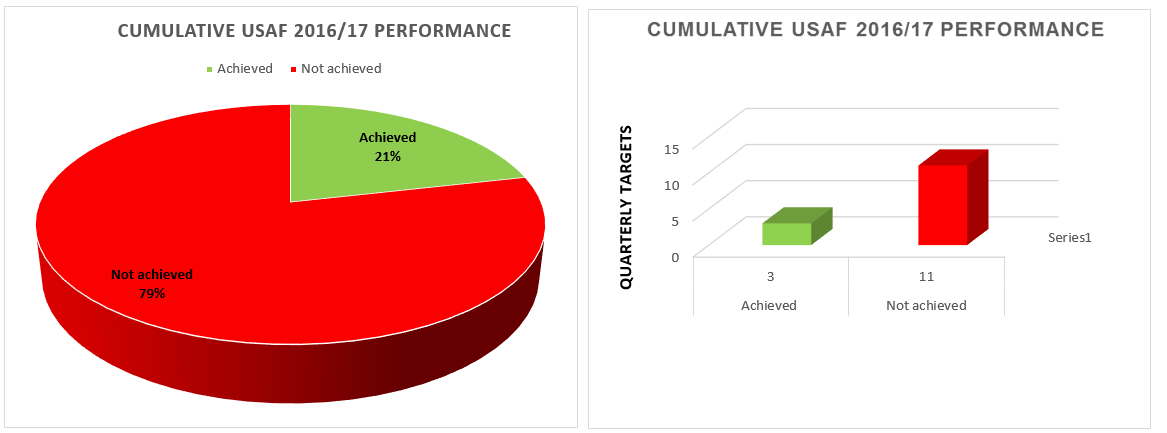 CUMULATIVE USAF 2016/17 PERFORMANCE
Achieved Not achieved
Achieved
21%
Not achieved
79%
CUMULATIVE USAF 2016/17 PERFORMANCE
QUARTERLY TARGETS
15
10
5
0
Series1
3 11
Achieved Not achieved